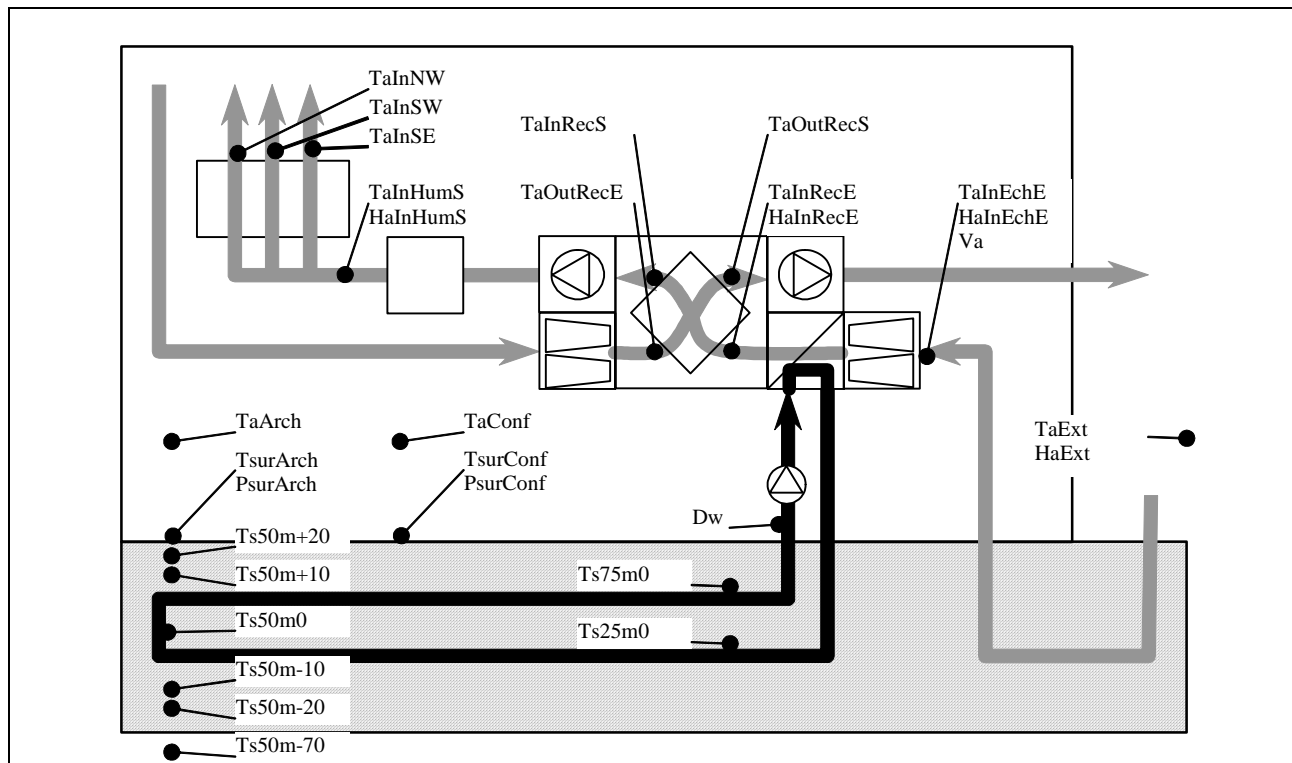 TaInNW
TaInSW
TaInSE
TaInRecS
TaOutRecS
TaInHumS
HaInHumS
TaOutRecE
TaInRecE
HaInRecE
TaInEchE
HaInEchE
Va
TaArch
TaConf
TaExt
HaExt
TsurArch
PsurArch
TsurConf
PsurConf
Dw
Ts50m+20
Ts50m+10
Ts75m0
Ts50m0
Ts25m0
Ts50m-10
Ts50m-20
Ts50m-70